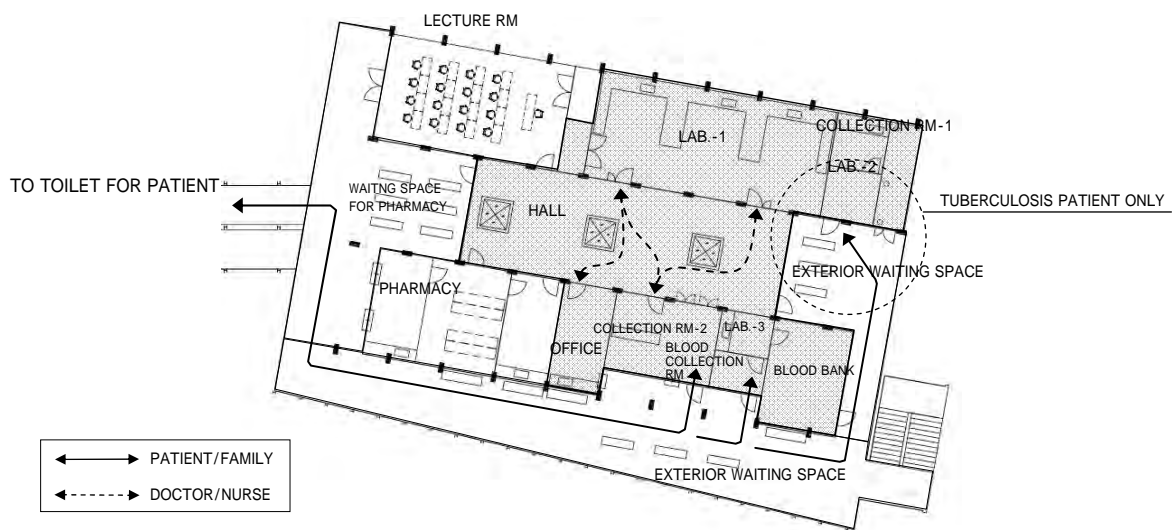 LECTURE RM
LAB.-1
COLLECTION RM-1
LAB.-2
TO TOILET FOR PATIENT
WAITNG SPACE
FOR PHARMACY
HALL
TUBERCULOSIS PATIENT ONLY
EXTERIOR WAITING SPACE
PHARMACY
COLLECTION RM-2
LAB.-3
OFFICE
BLOOD
COLLECTION
RM
BLOOD BANK
EXTERIOR WAITING SPACE
PATIENT/FAMILY
DOCTOR/NURSE